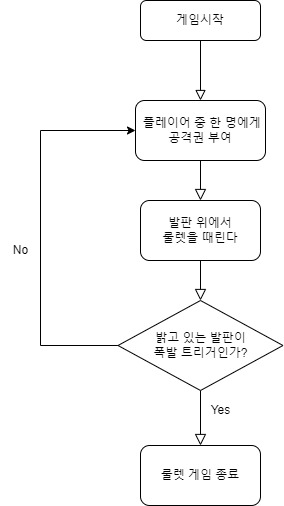 게임시작
플레이어 중 한 명에게
공격권 부여
발판 위에서
룰렛을 때린다
No
밝고 있는 발판이
폭발 트리거인가?
Yes
룰렛 게임 종료